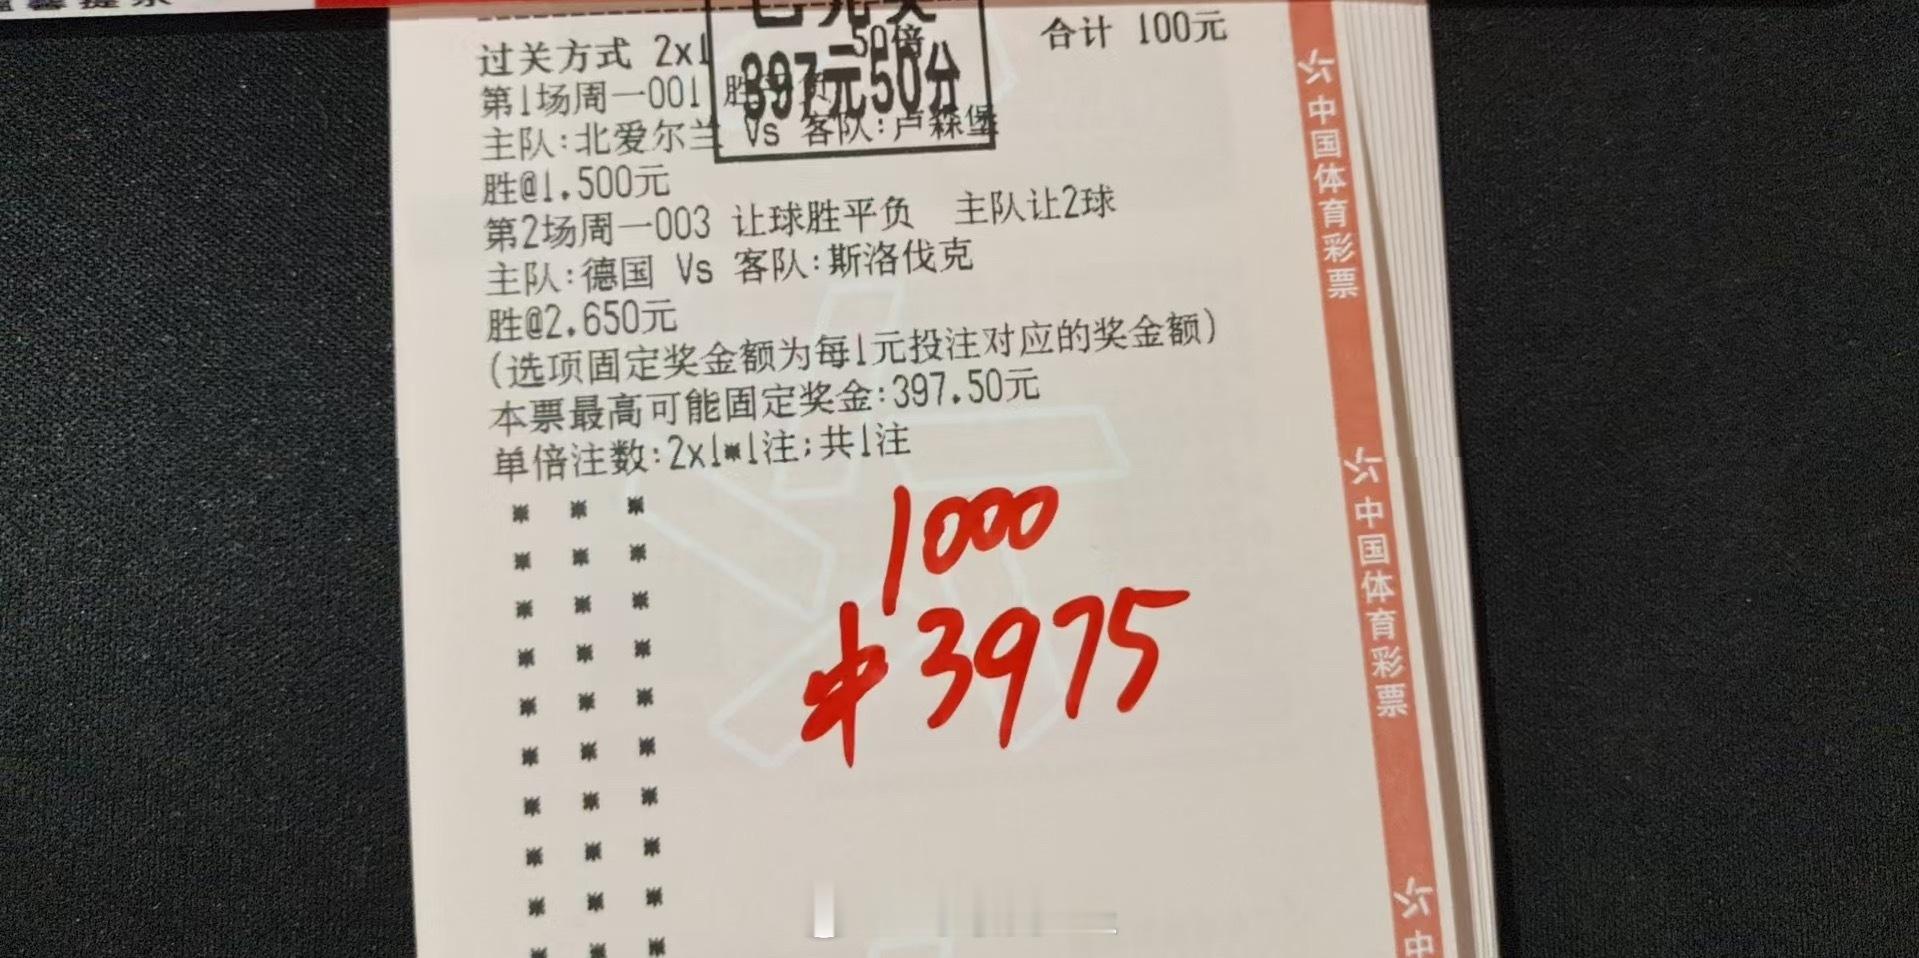 过关方式 2x1 50倍 合计 100元
已兑奖
397元50分
第1场周一001 胜平负
主队:北爱尔兰 Vs 客队:卢森堡
胜@1.500元
第2场周一003 让球胜平负 主队让2球
主队:德国 Vs 客队:斯洛伐克
胜@2.650元
(选项固定奖金额为每1元投注对应的奖金额)
本票最高可能固定奖金:397.50元
单倍注数:2x1*1注;共1注
1000
中3975
中国体育彩票
中国体育彩票
中